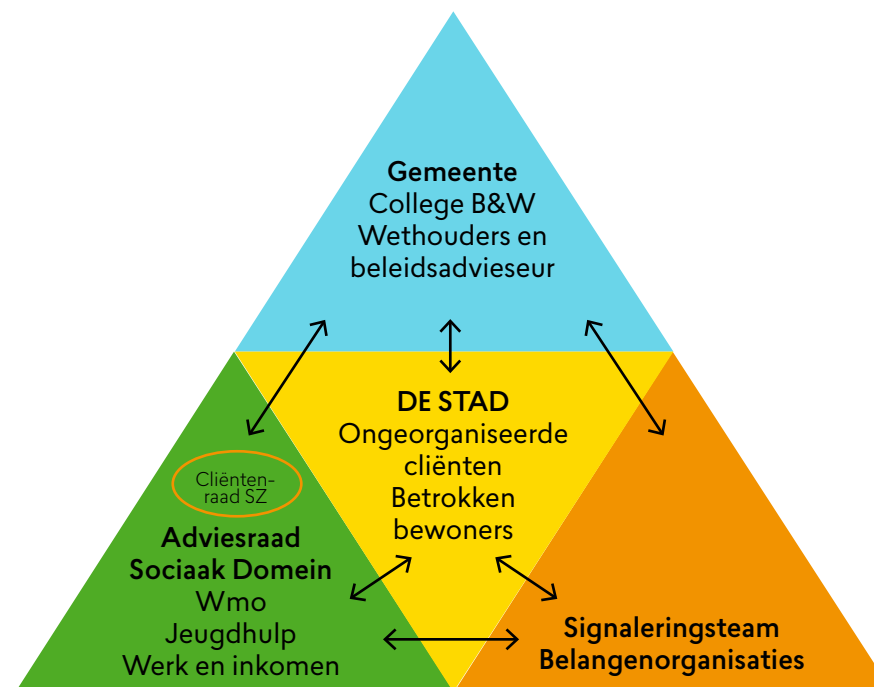 Gemeente
College B&W
Wethouders en
beleidsadvieseur
DE STAD
Ongeorganiseerde
cliënten
Betrokken
bewoners
Cliënten-
raad SZ
Adviesraad
Sociaak Domein
Wmo
Jeugdhulp
Werk en inkomen
Signaleringsteam
Belangenorganisaties